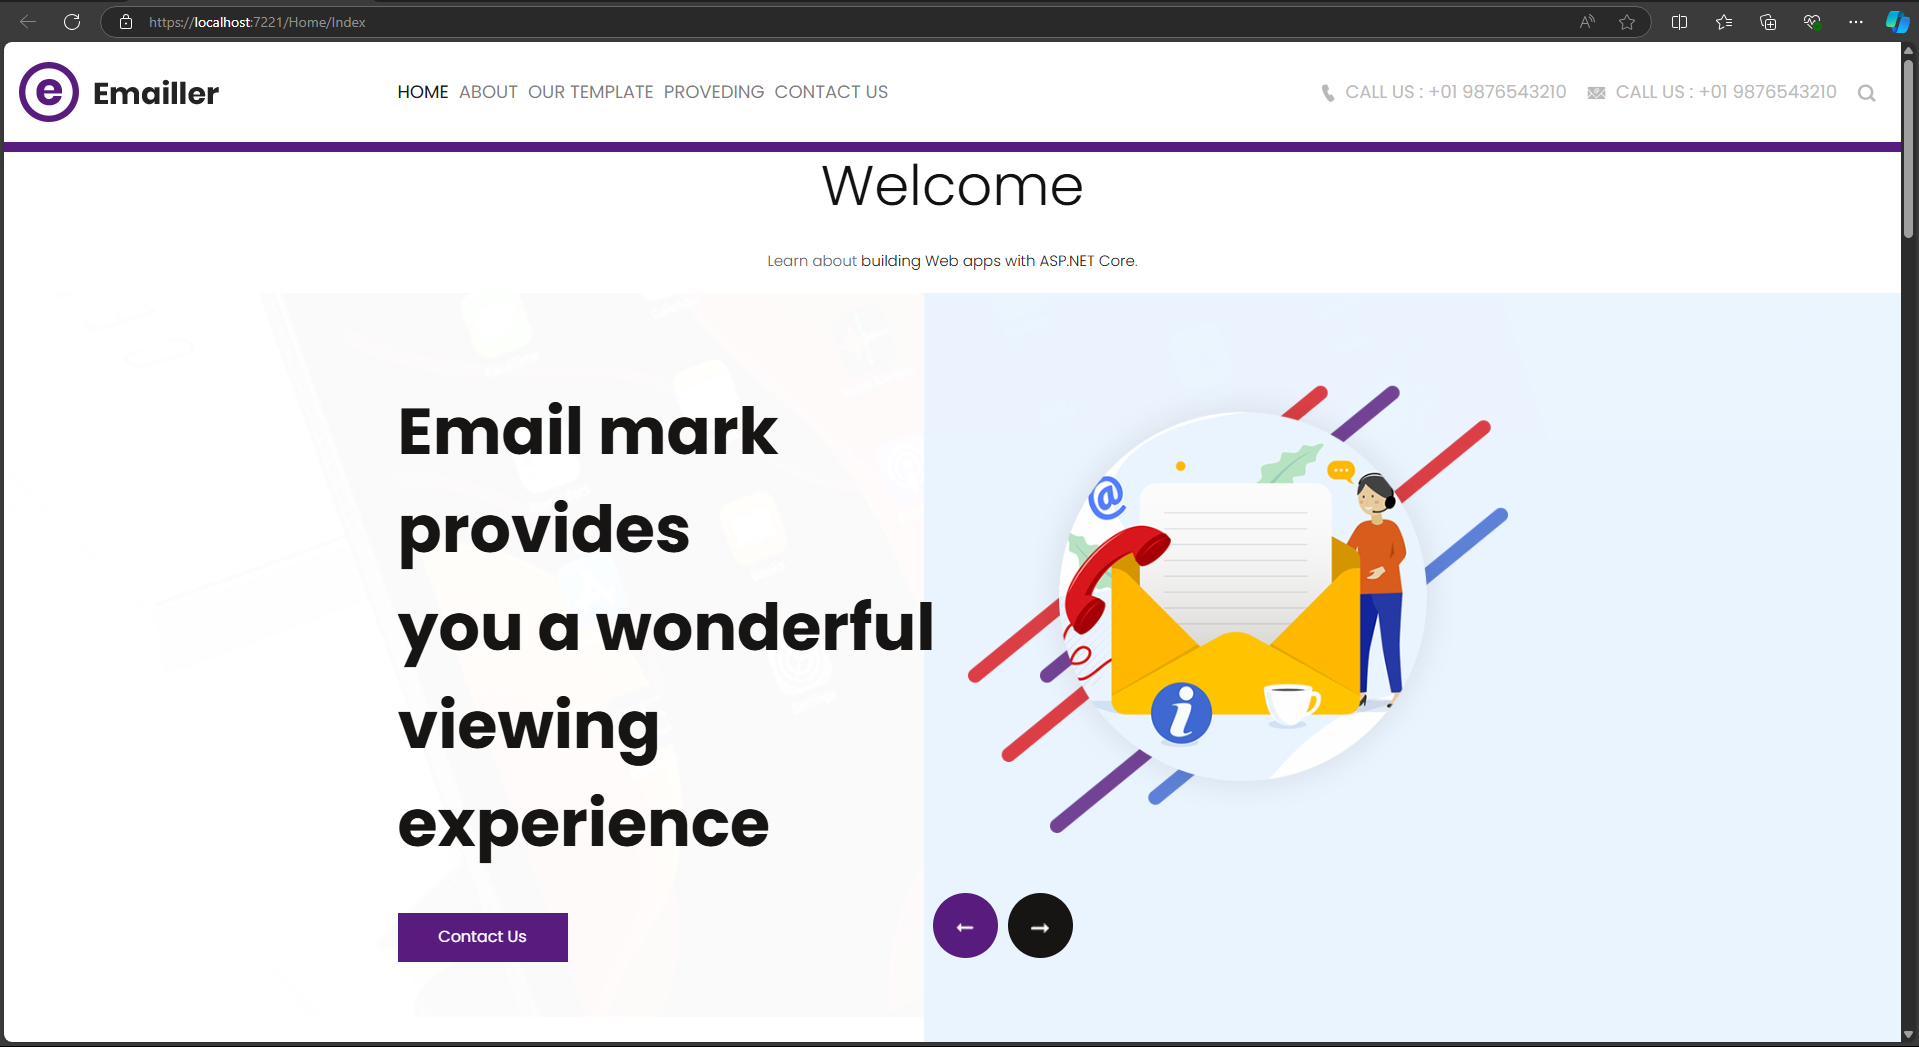 https://localhost:7221/Home/Index
e Emailler
HOME ABOUT OUR TEMPLATE PROVEDING CONTACT US
CALL US : +01 9876543210 CALL US : +01 9876543210
Welcome
Learn about building Web apps with ASP.NET Core.
Email mark
provides
you a wonderful
viewing
experience
@
i
Contact Us